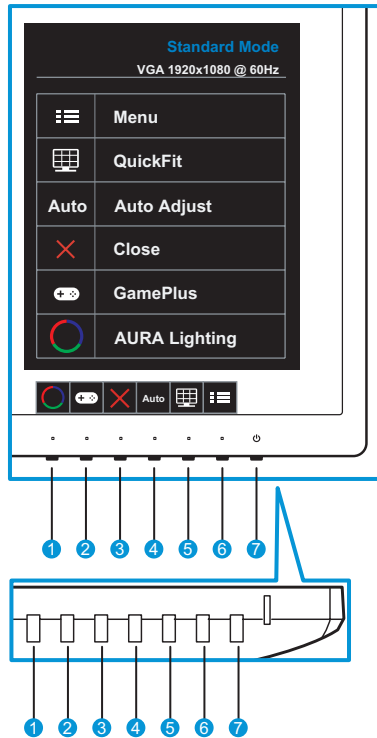 Standard Mode
VGA 1920x1080 @ 60Hz
Menu
QuickFit
Auto Auto Adjust
Close
GamePlus
AURA Lighting
Auto
1 2 3 4 5 6 7
1 2 3 4 5 6 7